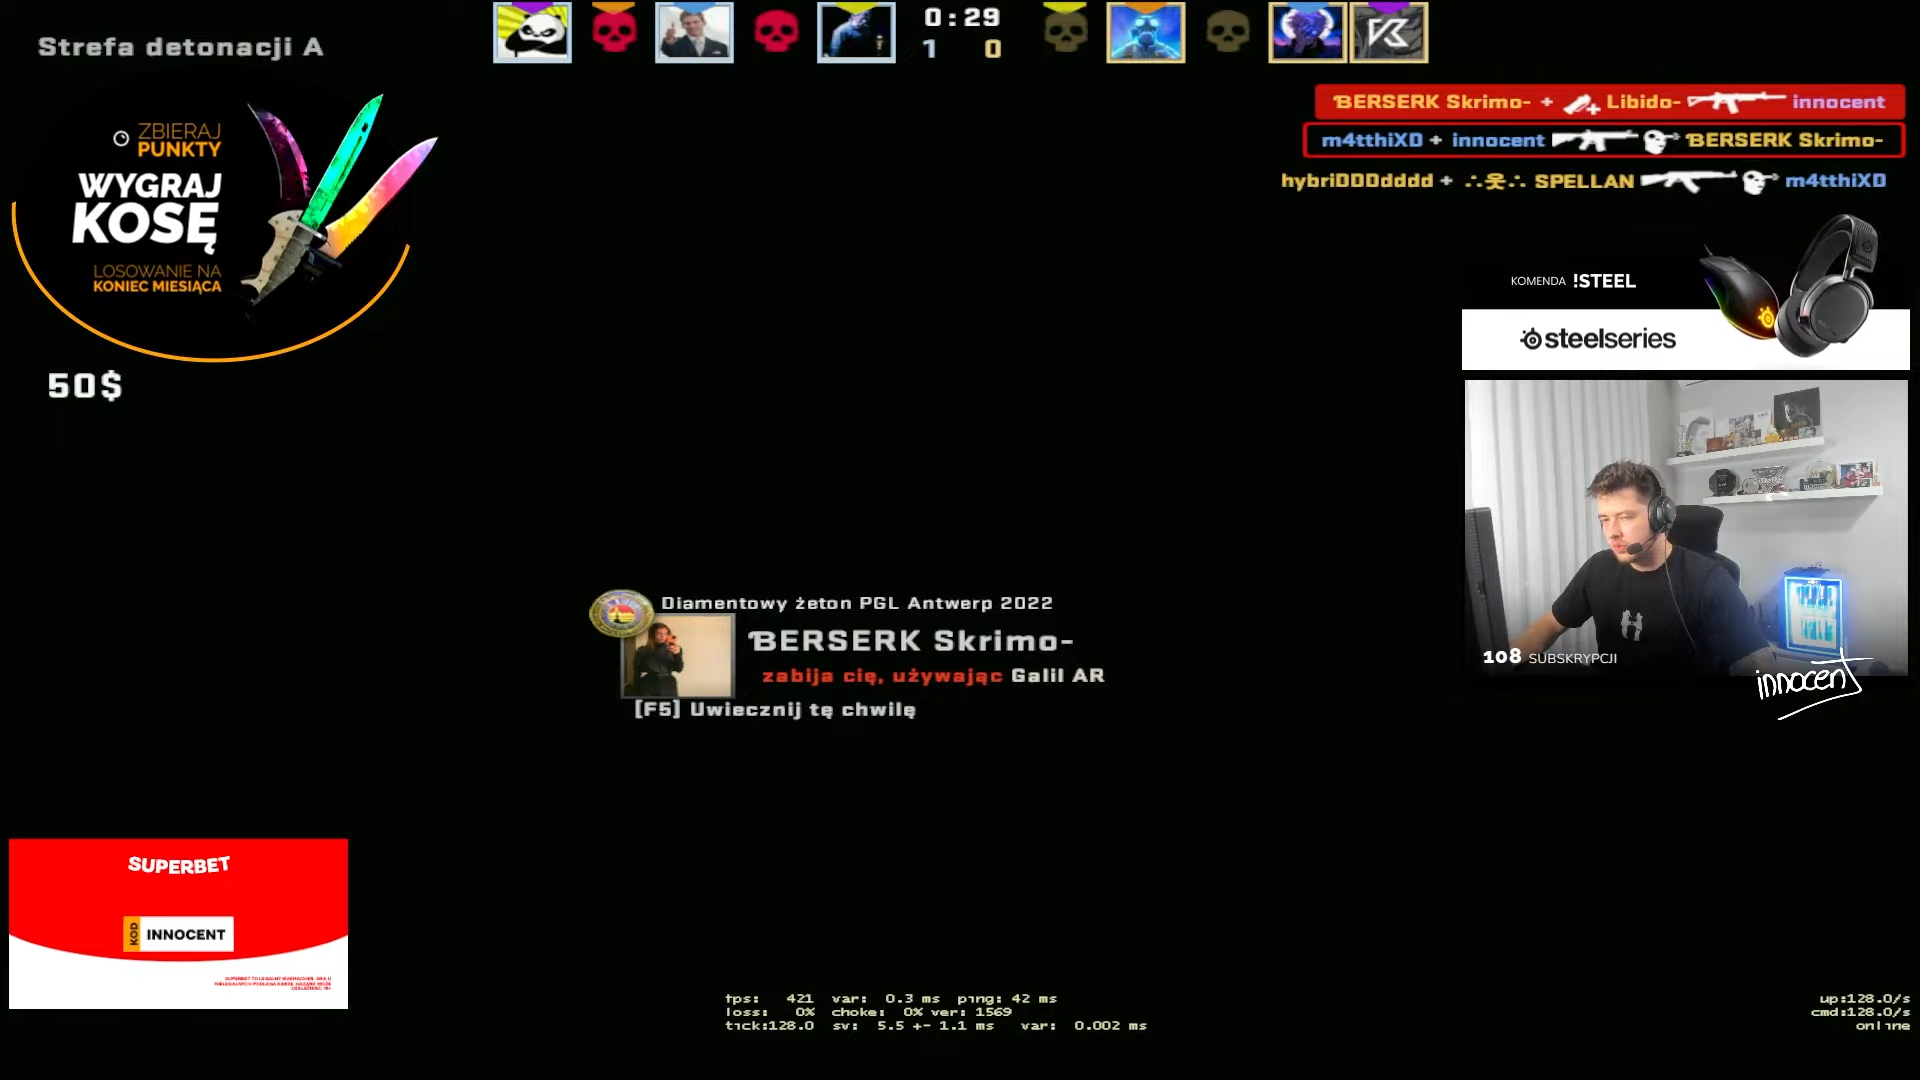 Strefa detonacji A
0:29
1 0
BERSERK Skrimo- + Libido- innocent
m4tthiXD + innocent BERSERK Skrimo-
hybriDDDdddd + ∴웃∴ SPELLAN m4tthiXD
ZBIERAJ
PUNKTY
WYGRAJ
KOSĘ
LOSOWANIE NA
KONIEC MIESIĄCA
KOMENDA !STEEL
steelseries
50$
108 SUBSKRYPCJI
innocent
Diamentowy żeton PGL Antwerp 2022
BERSERK Skrimo-
zabija cię, używając Galil AR
[F5] Uwiecznij tę chwilę
SUPERBET
KOD INNOCENT
fps: 421 var: 0.3 ms ping: 42 ms
loss: 0% choke: 0% ver: 1569
tick:128.0 sv: 5.5 +- 1.1 ms var: 0.002 ms
up:128.0/s
cmd:128.0/s
online